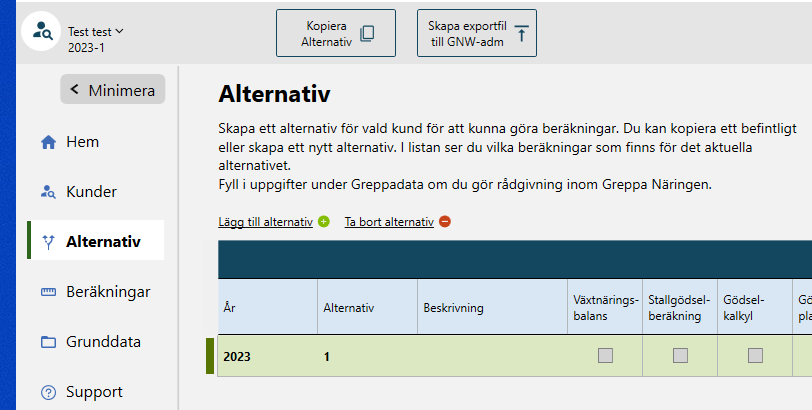 Test test
2023-1
Kopiera
Alternativ
Skapa exportfil
till GNW-adm
Minimera
Hem
Kunder
Alternativ
Beräkningar
Grunddata
Support
Alternativ
Skapa ett alternativ för vald kund för att kunna göra beräkningar. Du kan kopiera ett befintligt
eller skapa ett nytt alternativ. I listan ser du vilka beräkningar som finns för det aktuella
alternativet.
Fyll i uppgifter under Greppadata om du gör rådgivning inom Greppa Näringen.
Lägg till alternativ Ta bort alternativ
År Alternativ Beskrivning Växtnärings- Stallgödsel- Gödsel- Gö
balans beräkning kalkyl pla
2023 1